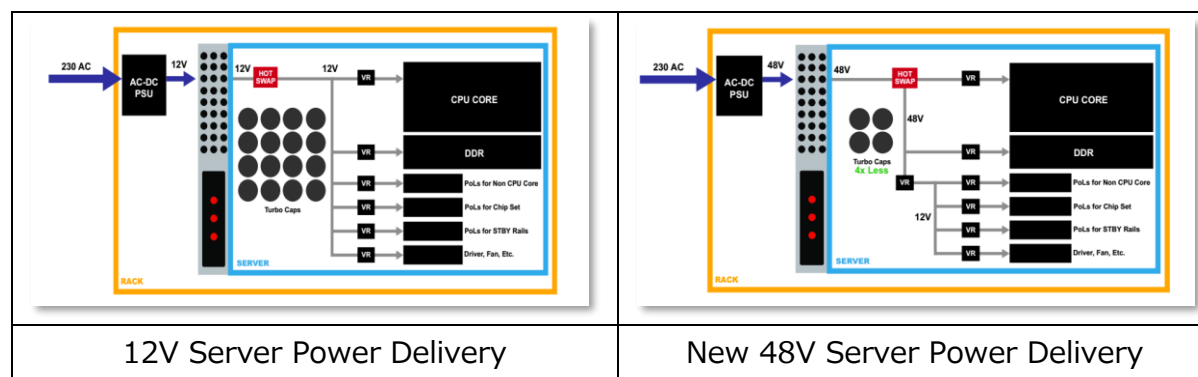 230 AC
12V
AC-DC
PSU
12V
HOT
SWAP
12V
VR
CPU CORE
VR
DDR
VR
PoLs for Non CPU Core
VR
PoLs for Chip Set
VR
PoLs for STBY Rails
VR
Driver, Fan, Etc.
Turbo Caps
SERVER
RACK
12V Server Power Delivery
230 AC
48V
AC-DC
PSU
48V
HOT
SWAP
VR
CPU CORE
48V
VR
DDR
Turbo Caps
4x Less
VR
12V
VR
PoLs for Non CPU Core
VR
PoLs for Chip Set
VR
PoLs for STBY Rails
VR
Driver, Fan, Etc.
SERVER
RACK
New 48V Server Power Delivery